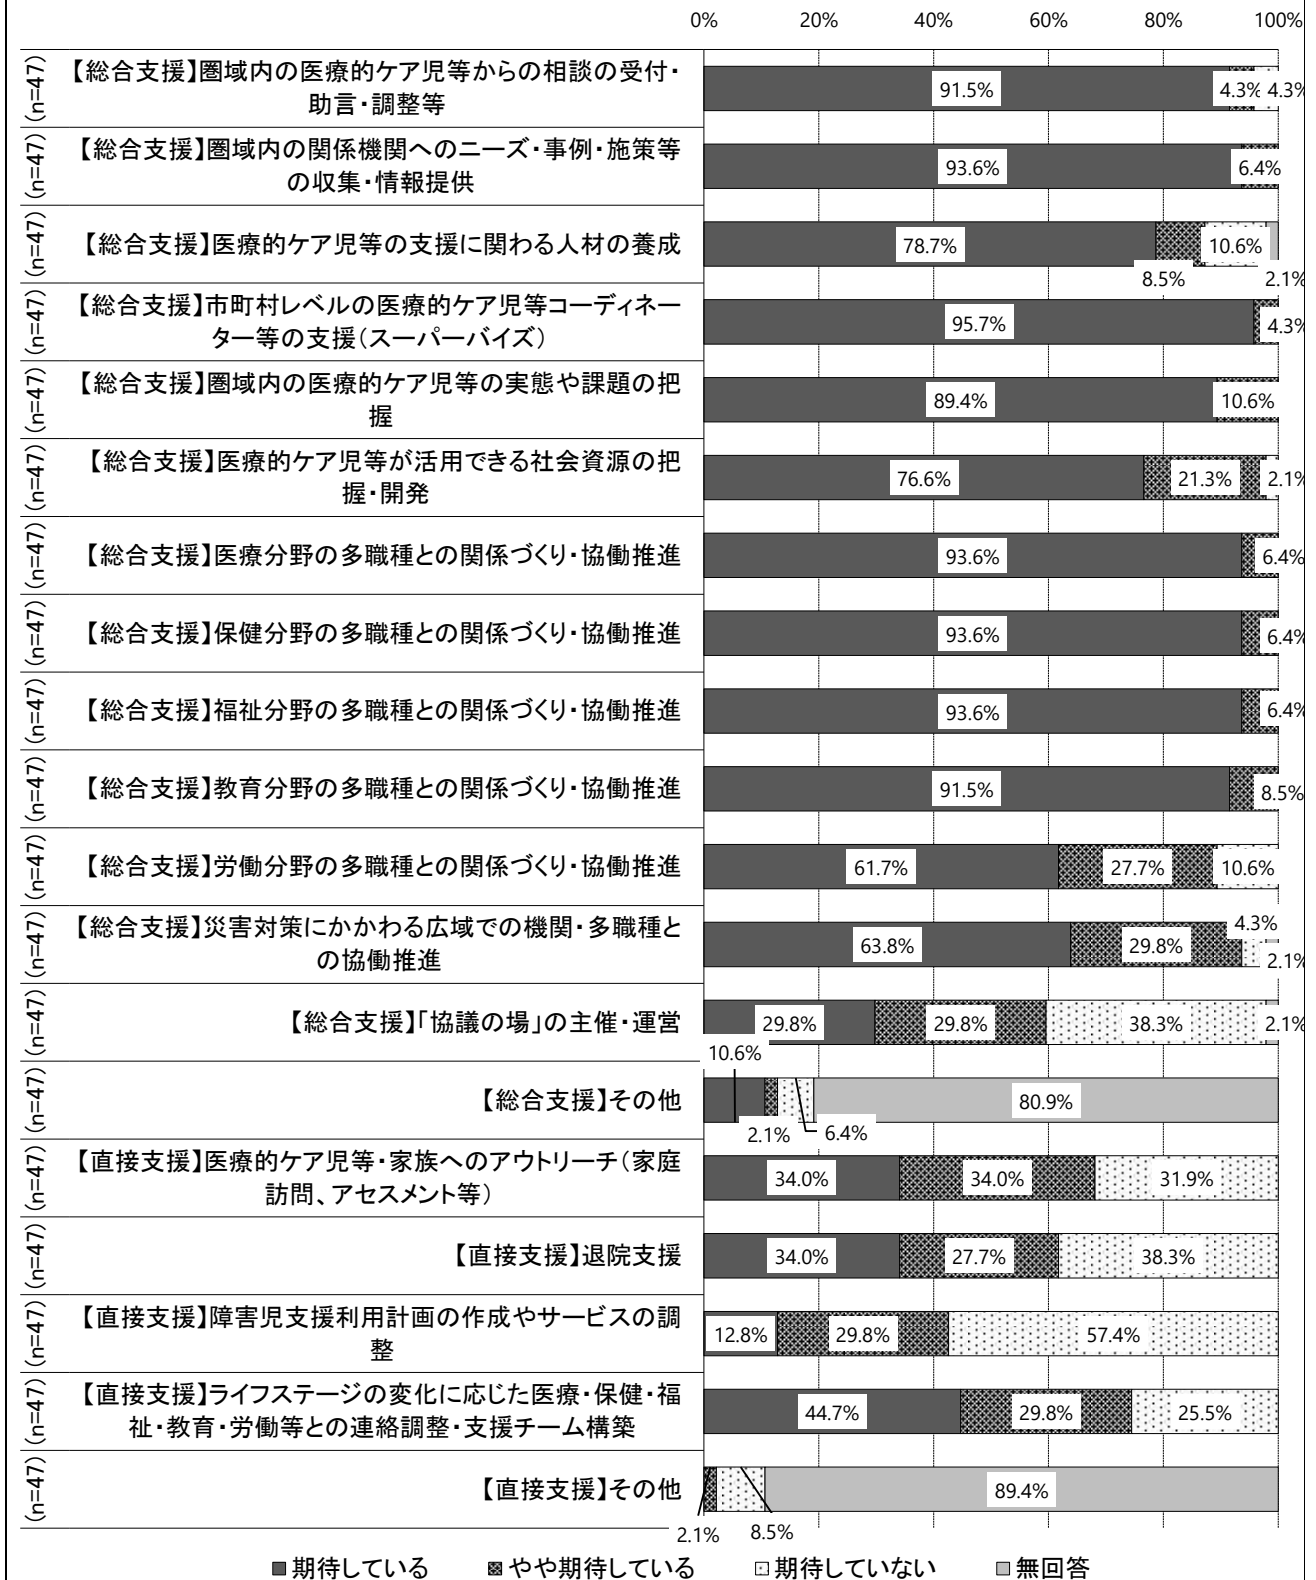 0% 20% 40% 60% 80% 100%
(n=47) 【総合支援】圏域内の医療的ケア児等からの相談の受付・
助言・調整等 91.5% 4.3% 4.3%
(n=47) 【総合支援】圏域内の関係機関へのニーズ・事例・施策等
の収集・情報提供 93.6% 6.4%
(n=47) 【総合支援】医療的ケア児等の支援に関わる人材の養成 78.7% 10.6%
8.5% 2.1%
(n=47) 【総合支援】市町村レベルの医療的ケア児等コーディネー
ター等の支援(スーパーバイズ) 95.7% 4.3%
(n=47) 【総合支援】圏域内の医療的ケア児等の実態や課題の把
握 89.4% 10.6%
(n=47) 【総合支援】医療的ケア児等が活用できる社会資源の把
握・開発 76.6% 21.3% 2.1%
(n=47) 【総合支援】医療分野の多職種との関係づくり・協働推進 93.6% 6.4%
(n=47) 【総合支援】保健分野の多職種との関係づくり・協働推進 93.6% 6.4%
(n=47) 【総合支援】福祉分野の多職種との関係づくり・協働推進 93.6% 6.4%
(n=47) 【総合支援】教育分野の多職種との関係づくり・協働推進 91.5% 8.5%
(n=47) 【総合支援】労働分野の多職種との関係づくり・協働推進 61.7% 27.7% 10.6%
(n=47) 【総合支援】災害対策にかかわる広域での機関・多職種と
の協働推進 63.8% 29.8% 4.3% 2.1%
(n=47) 【総合支援】「協議の場」の主催・運営 29.8% 29.8% 38.3% 2.1%
10.6%
(n=47) 【総合支援】その他 80.9%
2.1% 6.4%
(n=47) 【直接支援】医療的ケア児等・家族へのアウトリーチ(家庭
訪問、アセスメント等) 34.0% 34.0% 31.9%
(n=47) 【直接支援】退院支援 34.0% 27.7% 38.3%
(n=47) 【直接支援】障害児支援利用計画の作成やサービスの調
整 12.8% 29.8% 57.4%
(n=47) 【直接支援】ライフステージの変化に応じた医療・保健・福
祉・教育・労働等との連絡調整・支援チーム構築 44.7% 29.8% 25.5%
(n=47) 【直接支援】その他 89.4%
2.1% 8.5%
期待している やや期待している 期待していない 無回答